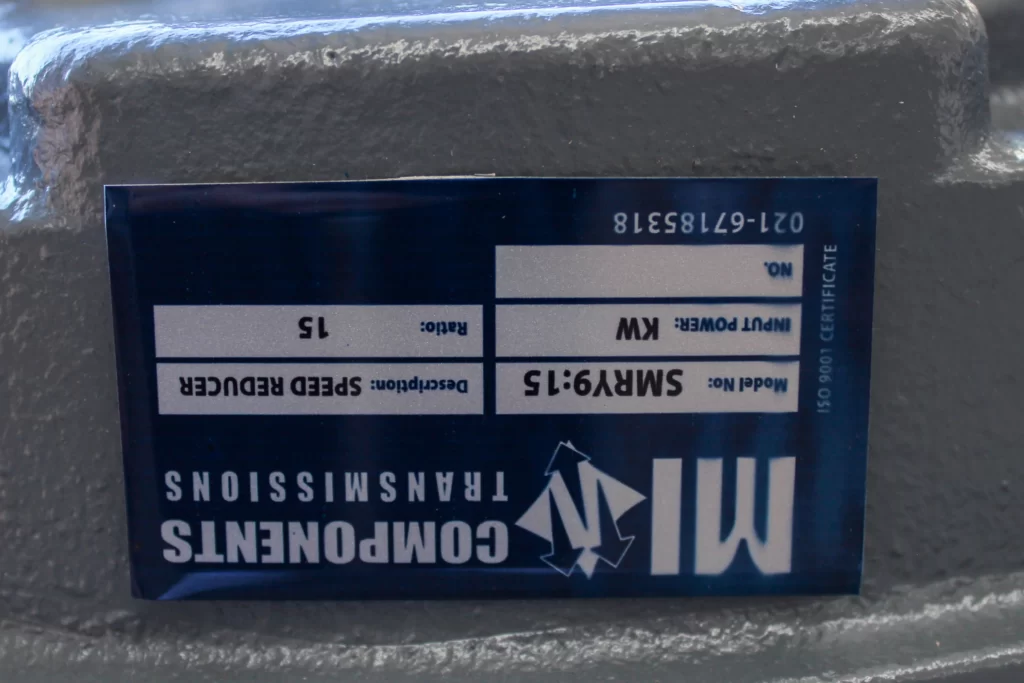 MI
COMPONENTS
TRANSMISSIONS
Model No: SMRY9:15
Description: SPEED REDUCER
INPUT POWER: KW
Ratio: 15
NO.
021-67185318
ISO 9001 CERTIFICATE